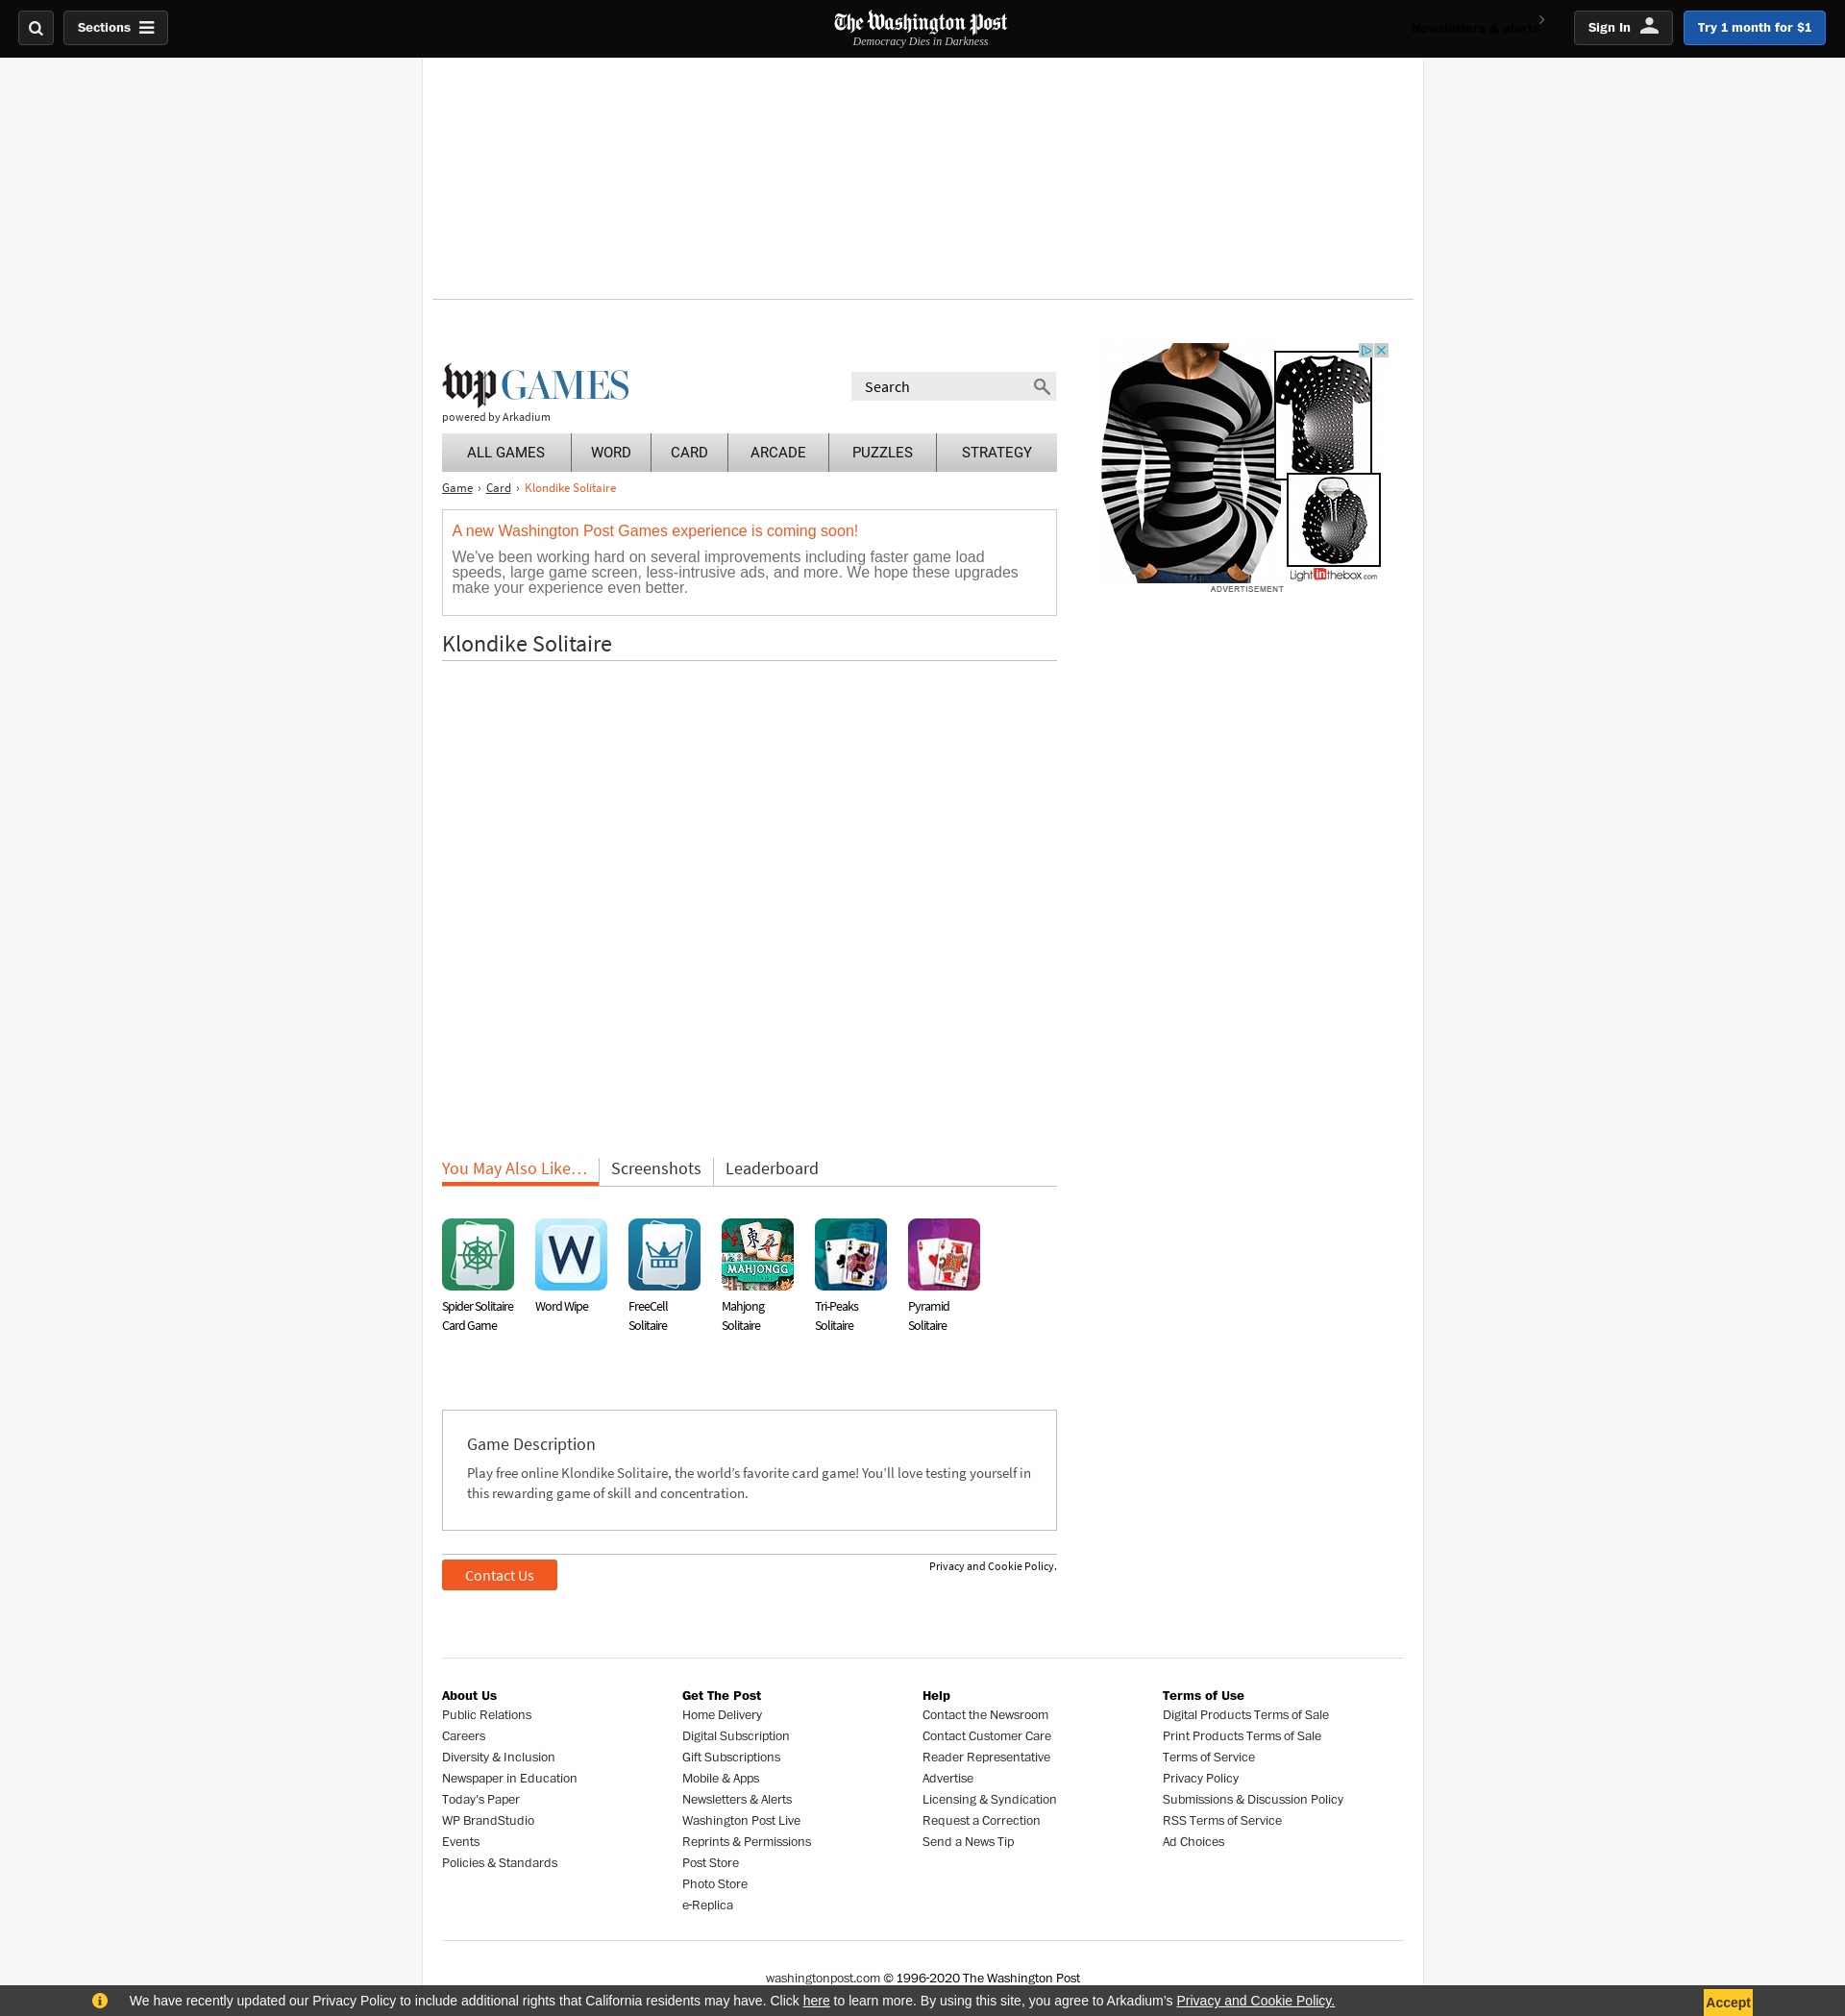 Sections
The Washington Post
Democracy Dies in Darkness
Newsletters & alerts
Sign In
Try 1 month for $1
wp GAMES
powered by Arkadium
Search
ALL GAMES
WORD
CARD
ARCADE
PUZZLES
STRATEGY
Game › Card › Klondike Solitaire
A new Washington Post Games experience is coming soon!
We've been working hard on several improvements including faster game load
speeds, large game screen, less-intrusive ads, and more. We hope these upgrades
make your experience even better.
Lightinthebox.com
ADVERTISEMENT
Klondike Solitaire
You May Also Like…
Screenshots
Leaderboard
W
MAHJONGG
SOLITAIRE
Spider Solitaire
Card Game
Word Wipe
FreeCell
Solitaire
Mahjong
Solitaire
Tri-Peaks
Solitaire
Pyramid
Solitaire
Game Description
Play free online Klondike Solitaire, the world’s favorite card game! You’ll love testing yourself in
this rewarding game of skill and concentration.
Contact Us
Privacy and Cookie Policy.
About Us
Public Relations
Careers
Diversity & Inclusion
Newspaper in Education
Today's Paper
WP BrandStudio
Events
Policies & Standards
Get The Post
Home Delivery
Digital Subscription
Gift Subscriptions
Mobile & Apps
Newsletters & Alerts
Washington Post Live
Reprints & Permissions
Post Store
Photo Store
e-Replica
Help
Contact the Newsroom
Contact Customer Care
Reader Representative
Advertise
Licensing & Syndication
Request a Correction
Send a News Tip
Terms of Use
Digital Products Terms of Sale
Print Products Terms of Sale
Terms of Service
Privacy Policy
Submissions & Discussion Policy
RSS Terms of Service
Ad Choices
washingtonpost.com © 1996-2020 The Washington Post
We have recently updated our Privacy Policy to include additional rights that California residents may have. Click here to learn more. By using this site, you agree to Arkadium’s Privacy and Cookie Policy.
Accept